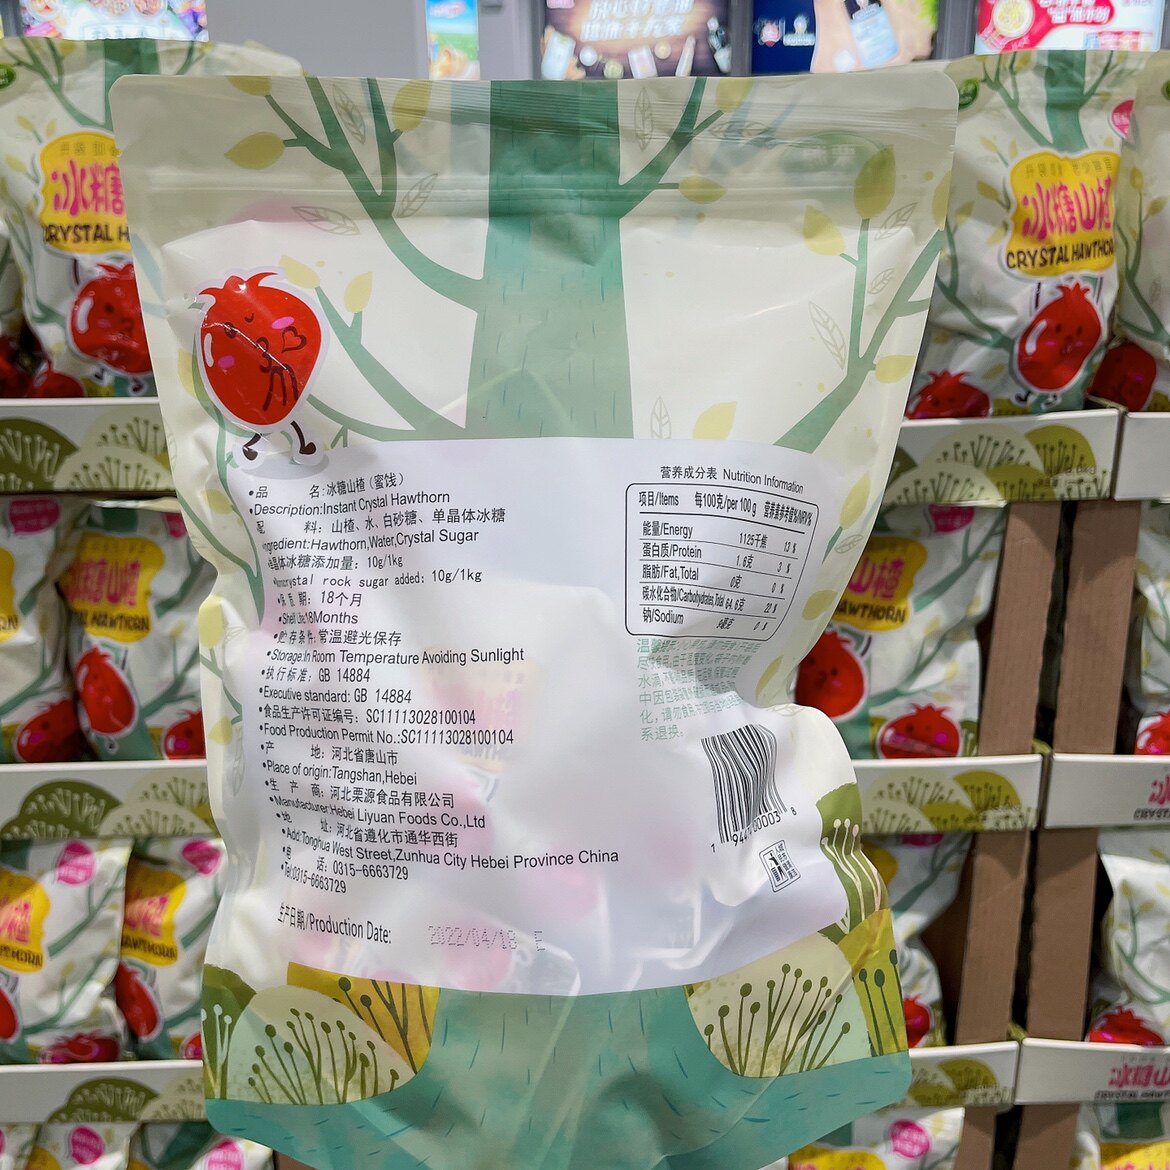 冰糖
CRYSTAL H
冰糖山楂
CRYSTAL HAWTHO
•品 名:冰糖山楂(蜜饯)
•Description:Instant Crystal Hawthorn
配 料: 山楂、水、白砂糖、单晶体冰糖
Ingredient:Hawthorn,Water,Crystal Sugar
单晶体冰糖添加量: 10g/1kg
•Monocrystal rock sugar added: 10g/1kg
•保 质 期: 18个月
•Shelf Life:18Months
•贮存条件:常温避光保存
•Storage:In Room Temperature Avoiding Sunlight
•执行标准: GB 14884
•Executive standard: GB 14884
•食品生产许可证编号: SC11113028100104
•Food Production Permit No.:SC11113028100104
•产 地: 河北省唐山市
•Place of origin:Tangshan,Hebei
•生 产 商: 河北栗源食品有限公司
•Manufacturer:Hebei Liyuan Foods Co.,Ltd
•地 址: 河北省遵化市通华西街
•Add:Tonghua West Street,Zunhua City Hebei Province China
•电 话: 0315-6663729
•Tel:0315-6663729
生产日期/Production Date: 2022/04/18 E
营养成分表 Nutrition Information
项目/Items 每100克/per 100 g 营养素参考值%/NRV%
能量/Energy 1125千焦 13 %
蛋白质/Protein 1.6克 3 %
脂肪/Fat,Total 0克 0 %
碳水化合物/Carbohydrates,Total 64.6克 22 %
钠/Sodium 0 %
系退换。
山楂
HAWTHORN